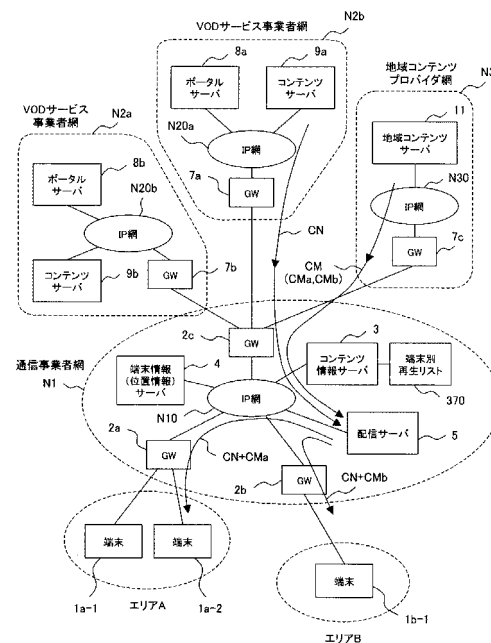 VODサービス事業者網
N2b
8a
9a
ポータル
サーバ
コンテンツ
サーバ
N20a
IP網
7a
GW
地域コンテンツ
プロバイダ網
N3
11
地域コンテンツ
サーバ
N30
IP網
7c
GW
VODサービス
事業者網
N2a
8b
ポータル
サーバ
N20b
IP網
コンテンツ
サーバ
9b
GW
7b
CN
CM
(CMa,CMb)
通信事業者網
N1
2c
GW
4
端末情報
(位置情報)
サーバ
3
コンテンツ
情報サーバ
端末別
再生リスト
370
N10
IP網
配信サーバ
5
2a
GW
CN+CMa
2b
GW
CN+CMb
端末
端末
1a-1
1a-2
エリアA
端末
1b-1
エリアB